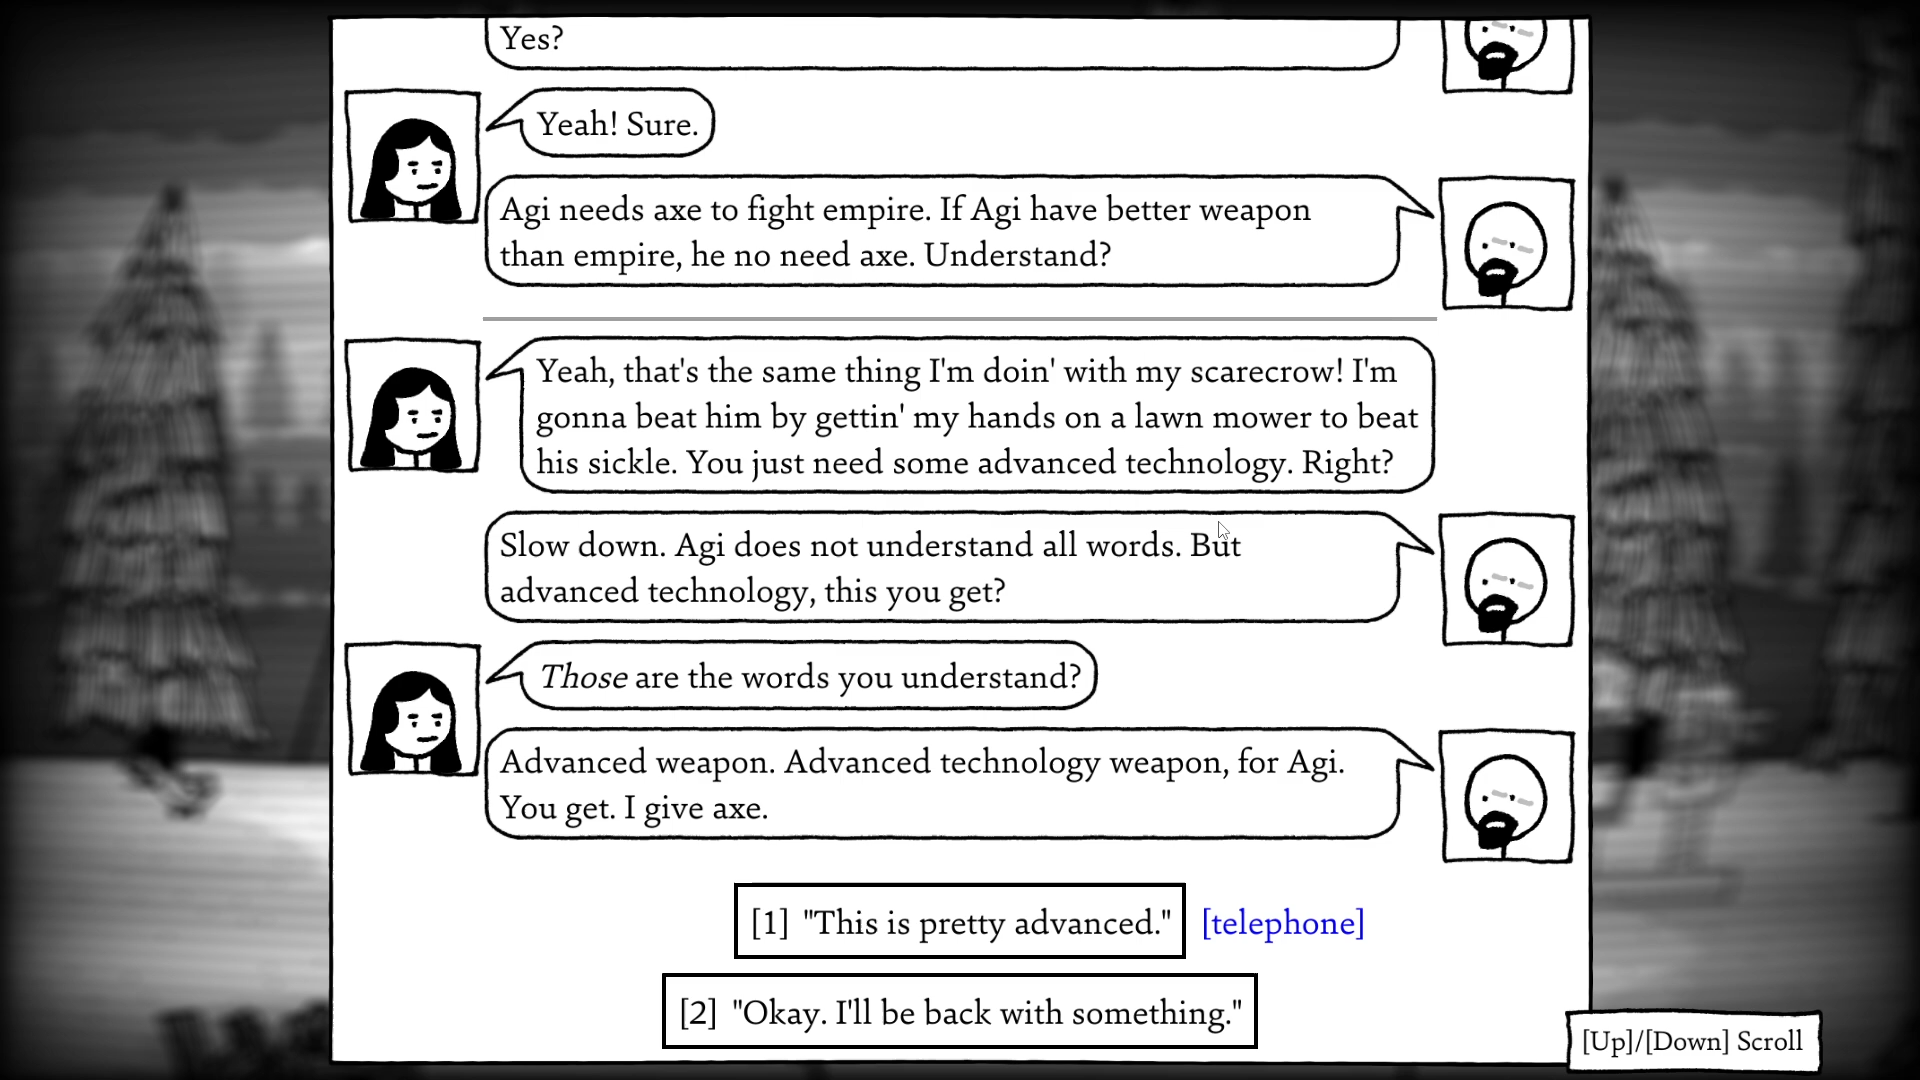 Yes?
Yeah! Sure.
Agi needs axe to fight empire. If Agi have better weapon
than empire, he no need axe. Understand?
Yeah, that's the same thing I'm doin' with my scarecrow! I'm
gonna beat him by gettin' my hands on a lawn mower to beat
his sickle. You just need some advanced technology. Right?
Slow down. Agi does not understand all words. But
advanced technology, this you get?
Those are the words you understand?
Advanced weapon. Advanced technology weapon, for Agi.
You get. I give axe.
[1] "This is pretty advanced." [telephone]
[2] "Okay. I'll be back with something."
[Up]/[Down] Scroll